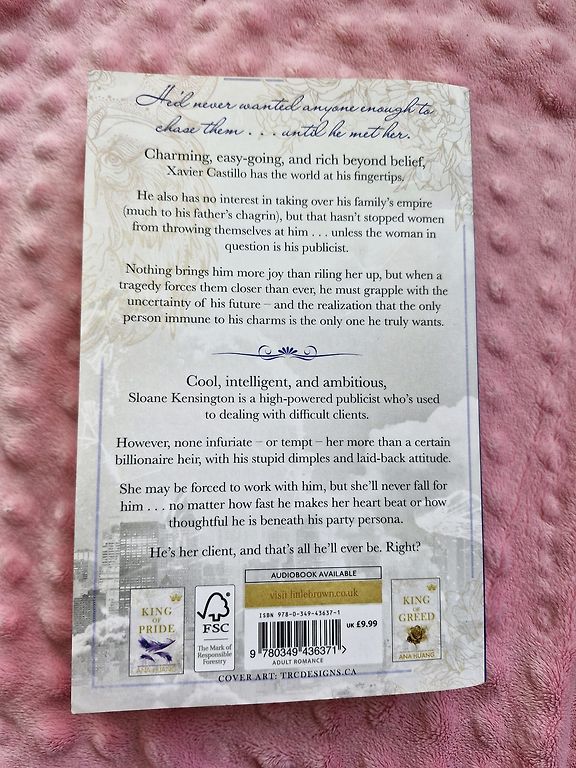 He'd never wanted anyone enough to
chase them . . . until he met her.
Charming, easy-going, and rich beyond belief,
Xavier Castillo has the world at his fingertips.
He also has no interest in taking over his family's empire
(much to his father's chagrin), but that hasn't stopped women
from throwing themselves at him . . . unless the woman in
question is his publicist.
Nothing brings him more joy than riling her up, but when a
tragedy forces them closer than ever, he must grapple with the
uncertainty of his future – and the realization that the only
person immune to his charms is the only one he truly wants.
Cool, intelligent, and ambitious,
Sloane Kensington is a high-powered publicist who's used
to dealing with difficult clients.
However, none infuriate – or tempt – her more than a certain
billionaire heir, with his stupid dimples and laid-back attitude.
She may be forced to work with him, but she'll never fall for
him . . . no matter how fast he makes her heart beat or how
thoughtful he is beneath his party persona.
He's her client, and that's all he'll ever be. Right?
KING
OF
PRIDE
ANA HUANG
FSC
The Mark of
Responsible
Forestry
AUDIOBOOK AVAILABLE
visit littlebrown.co.uk
ISBN 978-0-349-43637-1
UK £9.99
9 780349 436371 >
ADULT ROMANCE
KING
OF
GREED
ANA HUANG
COVER ART: TRCDESIGNS.CA